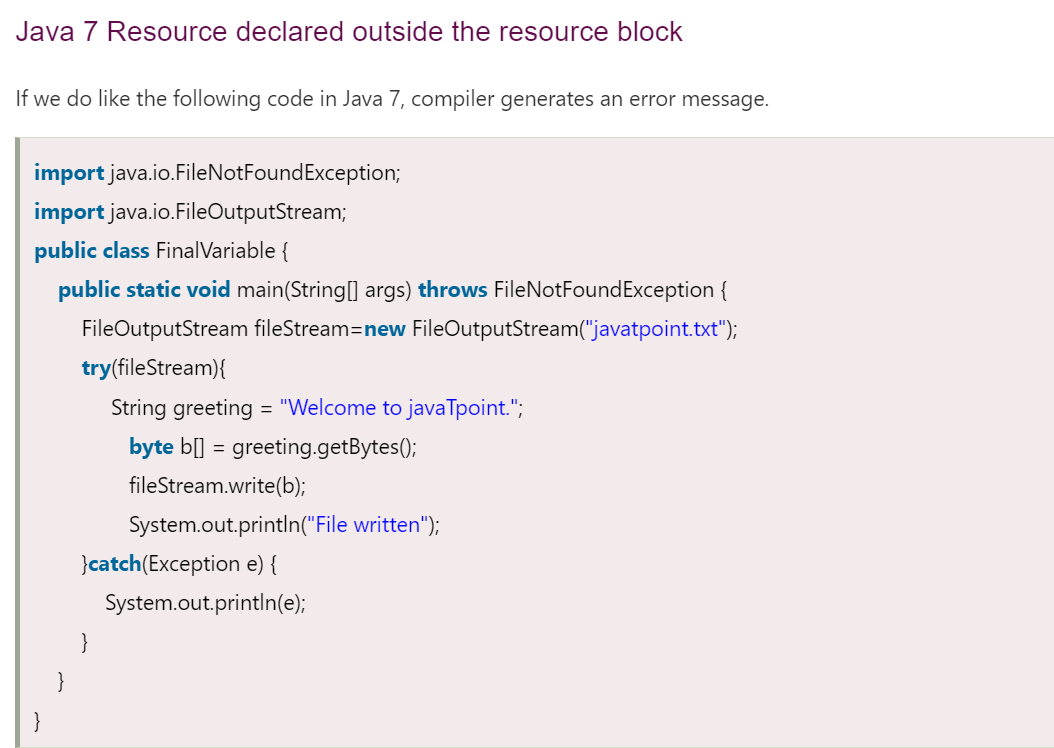 Java 7 Resource declared outside the resource block
If we do like the following code in Java 7, compiler generates an error message.
import java.io.FileNotFoundException;
import java.io.FileOutputStream;
public class FinalVariable {
public static void main(String[] args) throws FileNotFoundException {
FileOutputStream fileStream=new FileOutputStream("javatpoint.txt");
try(fileStream){
String greeting = "Welcome to javaTpoint.";
byte b[] = greeting.getBytes();
fileStream.write(b);
System.out.println("File written");
}catch(Exception e) {
System.out.println(e);
}
}
}